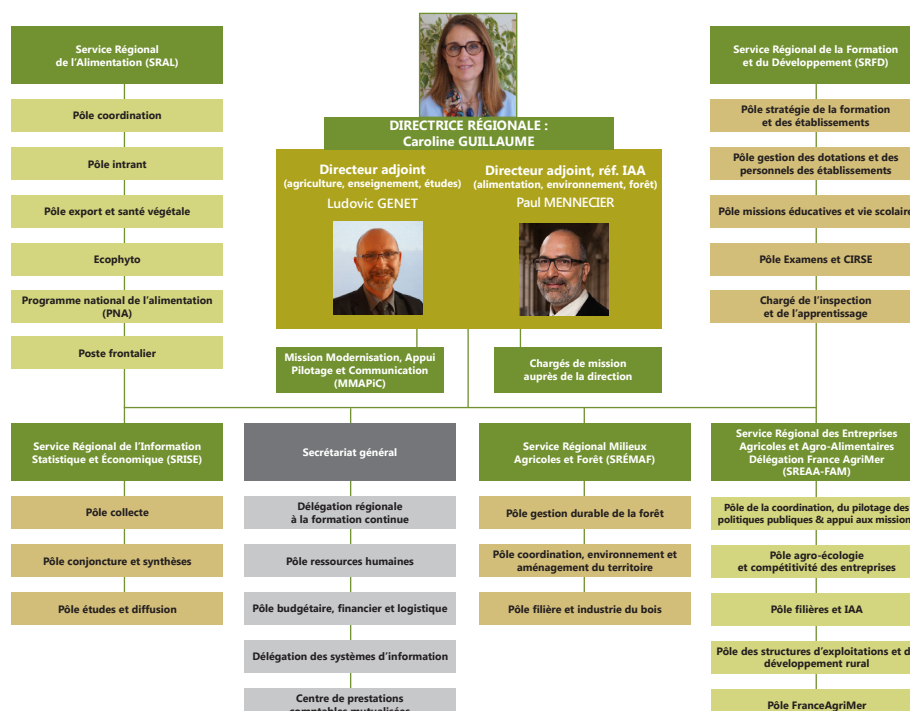 Service Régional
de l'Alimentation (SRAL)
Pôle coordination
Pôle intrant
Pôle export et santé végétale
Ecophyto
Programme national de l'alimentation
(PNA)
Poste frontalier
DIRECTRICE RÉGIONALE :
Caroline GUILLAUME
Directeur adjoint
(agriculture, enseignement, études)
Ludovic GENET
Directeur adjoint, réf. IAA
(alimentation, environnement, forêt)
Paul MENNECIER
Mission Modernisation, Appui
Pilotage et Communication
(MMAPiC)
Chargés de mission
auprès de la direction
Service Régional de la Formation
et du Développement (SRFD)
Pôle stratégie de la formation
et des établissements
Pôle gestion des dotations et des
personnels des établissements
Pôle missions éducatives et vie scolaire
Pôle Examens et CIRSE
Chargé de l'inspection
et de l'apprentissage
Service Régional de l'Information
Statistique et Économique (SRISE)
Pôle collecte
Pôle conjoncture et synthèses
Pôle études et diffusion
Secrétariat général
Délégation régionale
à la formation continue
Pôle ressources humaines
Pôle budgétaire, financier et logistique
Délégation des systèmes d'information
Centre de prestations
comptables mutualisées
Service Régional Milieux
Agricoles et Forêt (SRÉMAF)
Pôle gestion durable de la forêt
Pôle coordination, environnement et
aménagement du territoire
Pôle filière et industrie du bois
Service Régional des Entreprises
Agricoles et Agro-Alimentaires
Délégation France AgriMer
(SREAA-FAM)
Pôle de la coordination, du pilotage des
politiques publiques & appui aux mission
Pôle agro-écologie
et compétitivité des entreprises
Pôle filières et IAA
Pôle des structures d'exploitations et d
développement rural
Pôle FranceAgriMer